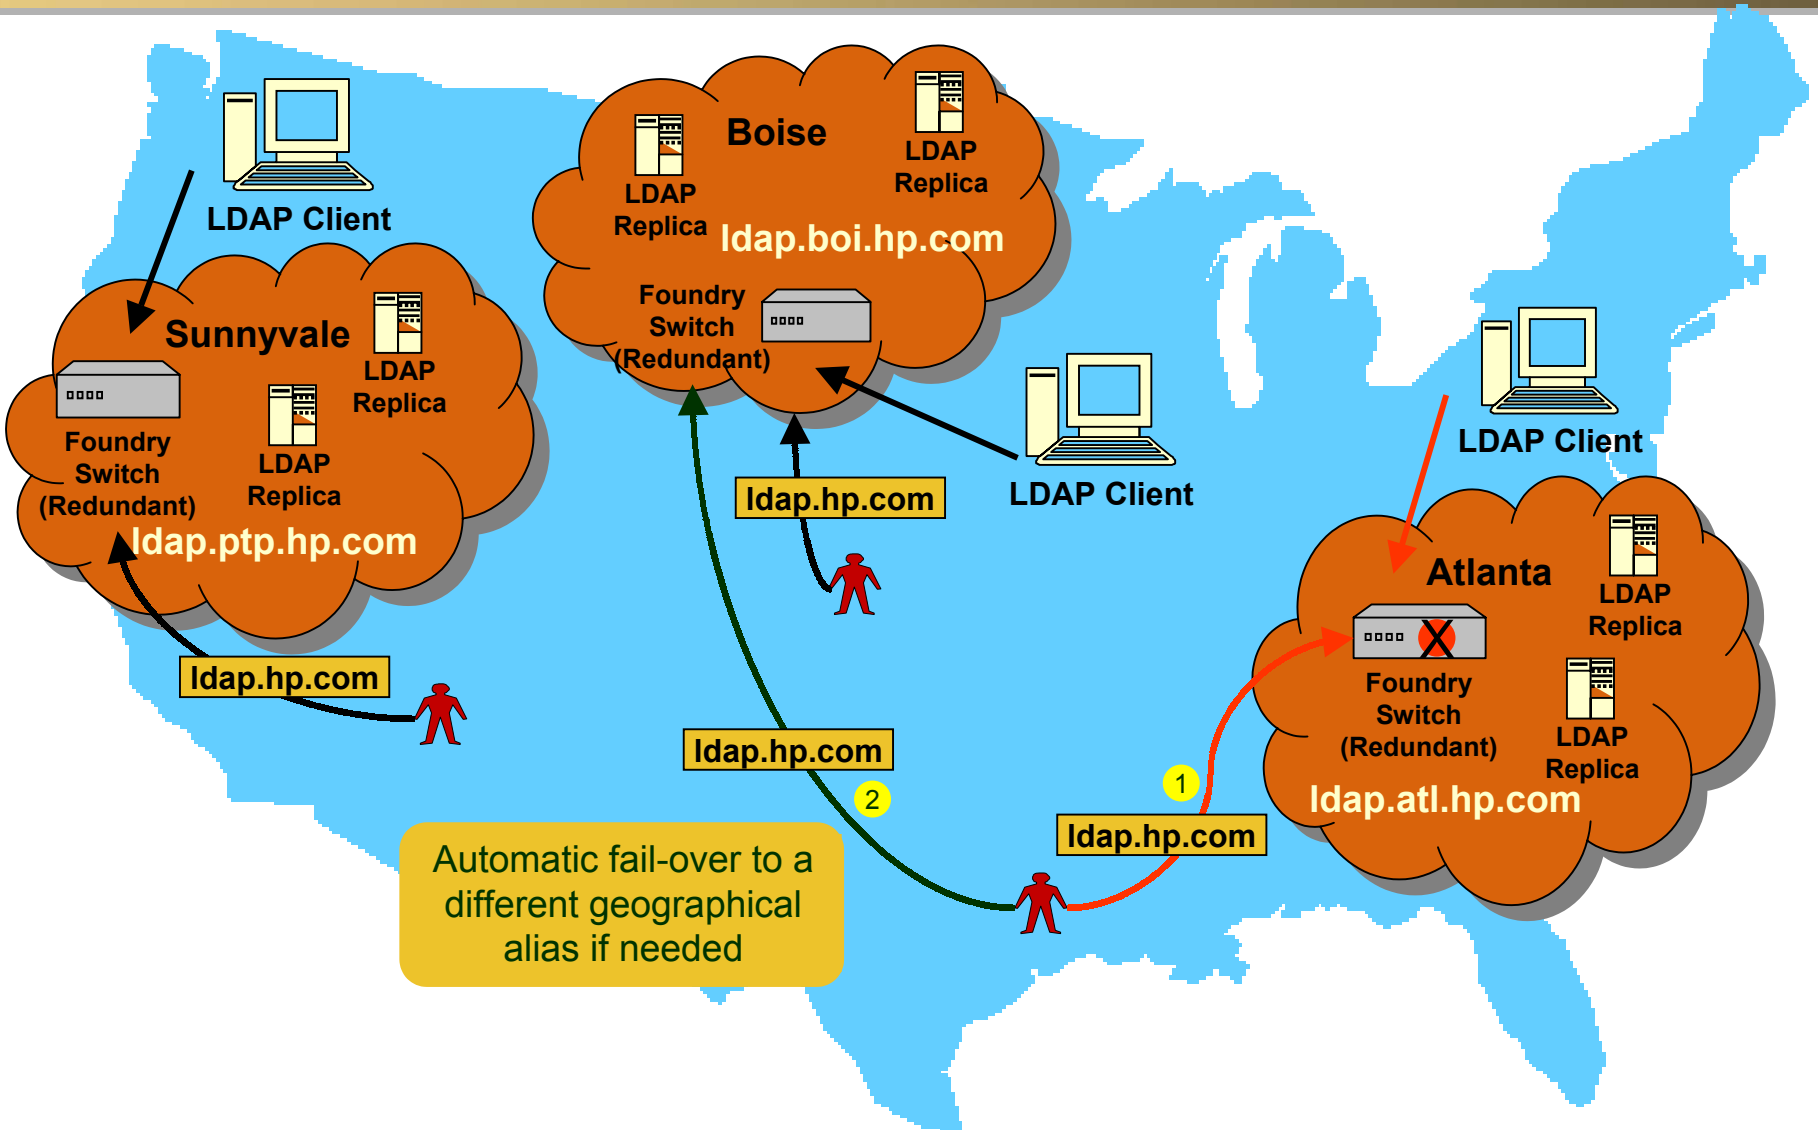 LDAP Client
Sunnyvale
LDAP
Replica
LDAP
Replica
Foundry
Switch
(Redundant)
ldap.ptp.hp.com
ldap.hp.com
Boise
LDAP
Replica
LDAP
Replica
ldap.boi.hp.com
Foundry
Switch
(Redundant)
LDAP Client
ldap.hp.com
ldap.hp.com
2
Automatic fail-over to a
different geographical
alias if needed
LDAP Client
Atlanta
LDAP
Replica
X
Foundry
Switch
(Redundant)
LDAP
Replica
ldap.atl.hp.com
1
ldap.hp.com